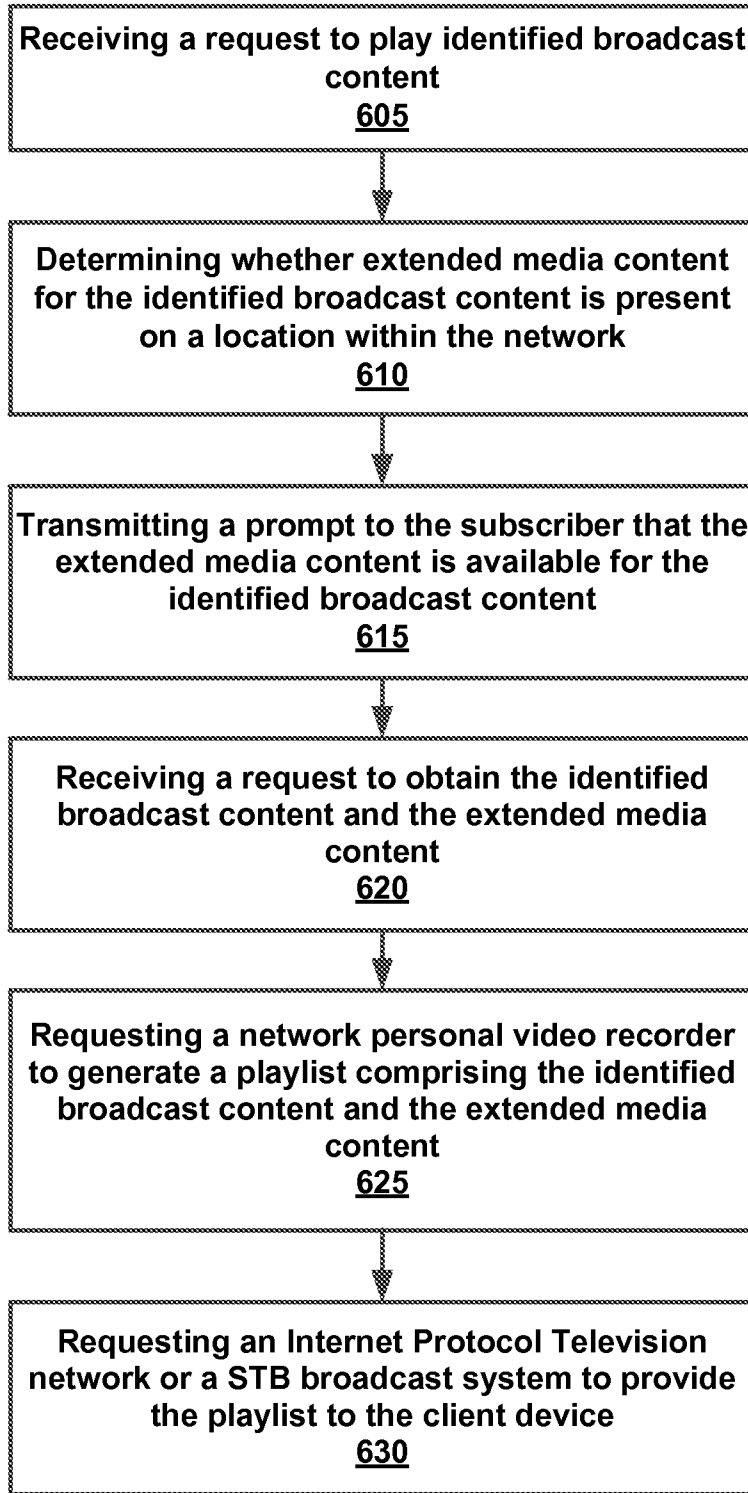 Receiving a request to play identified broadcast
content
605
Determining whether extended media content
for the identified broadcast content is present
on a location within the network
610
Transmitting a prompt to the subscriber that the
extended media content is available for the
identified broadcast content
615
Receiving a request to obtain the identified
broadcast content and the extended media
content
620
Requesting a network personal video recorder
to generate a playlist comprising the identified
broadcast content and the extended media
content
625
Requesting an Internet Protocol Television
network or a STB broadcast system to provide
the playlist to the client device
630